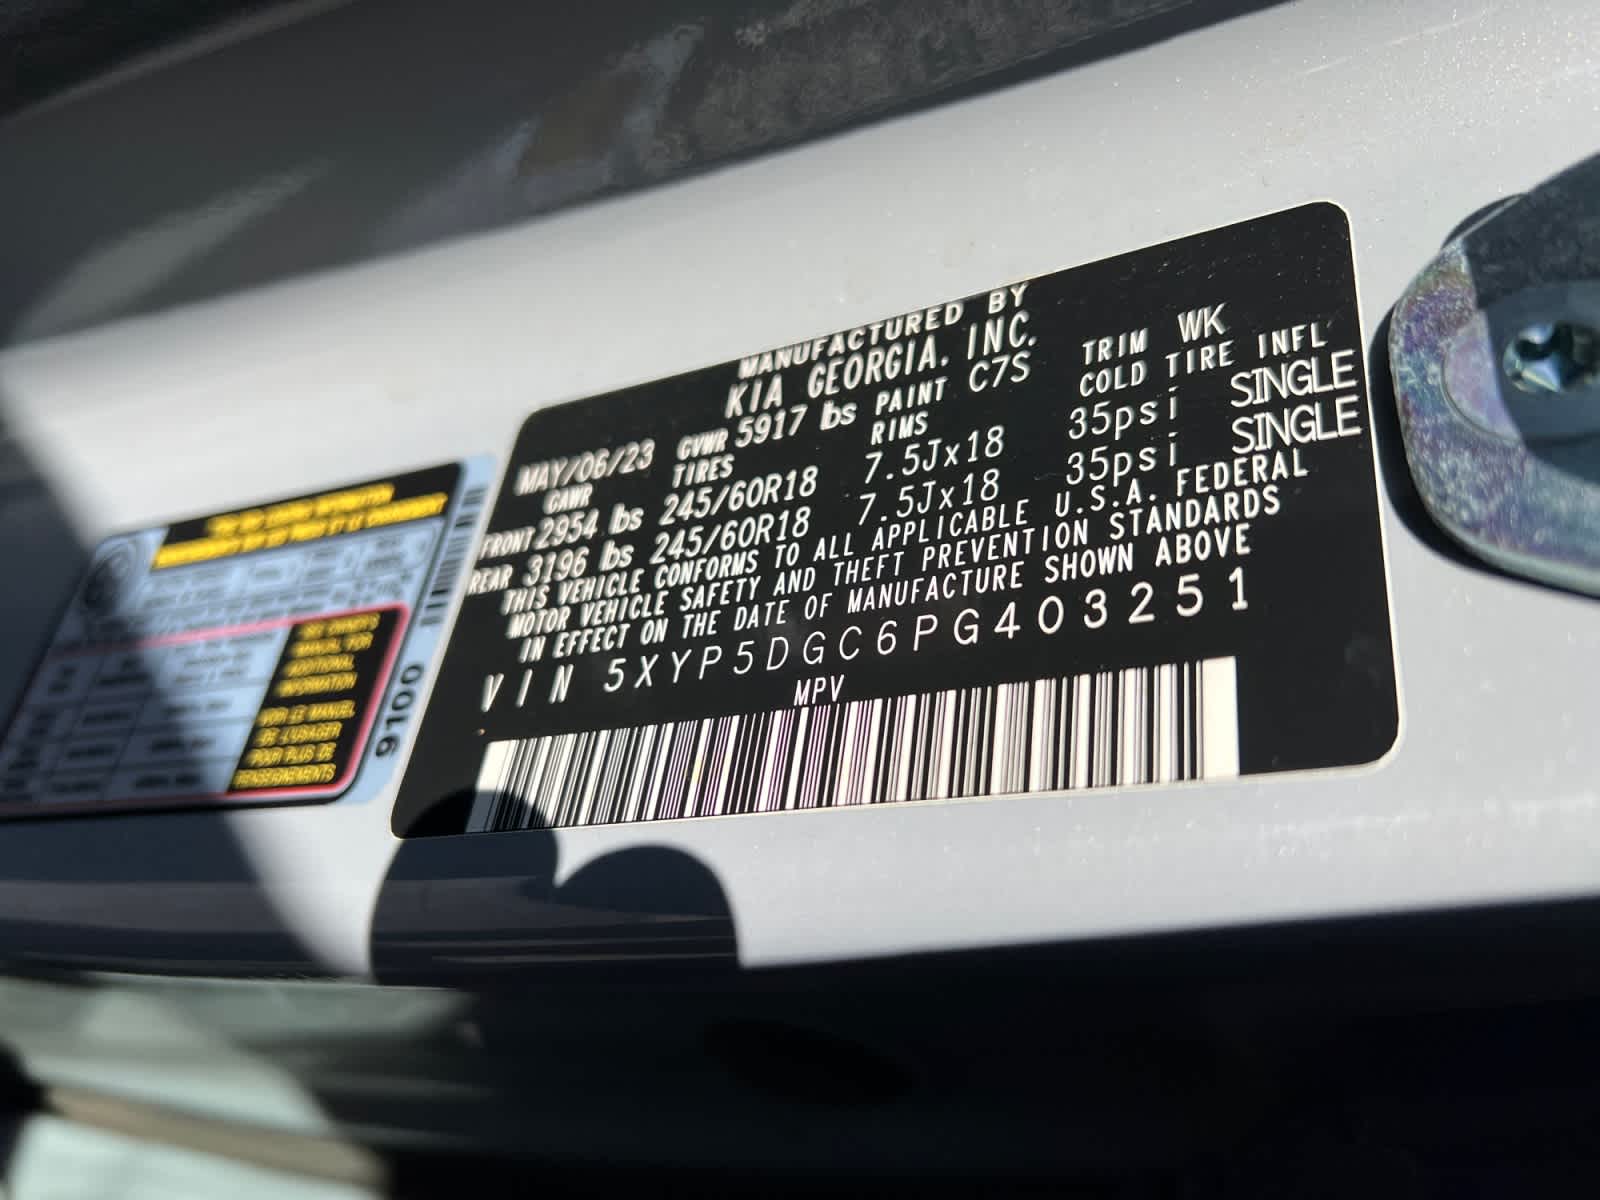 MANUFACTURED BY
KIA GEORGIA. INC.
MAY/06/23 GVWR 5917 lbs PAINT C7S TRIM WK
GAWR TIRES RIMS COLD TIRE INFL
FRONT 2954 lbs 245/60R18 7.5Jx18 35psi SINGLE
REAR 3196 lbs 245/60R18 7.5Jx18 35psi SINGLE
THIS VEHICLE CONFORMS TO ALL APPLICABLE U.S.A. FEDERAL
MOTOR VEHICLE SAFETY AND THEFT PREVENTION STANDARDS
IN EFFECT ON THE DATE OF MANUFACTURE SHOWN ABOVE
VIN 5XYP5DGC6PG403251
MPV
SEE OWNER'S
MANUAL FOR
ADDITIONAL
INFORMATION
VOIR LE MANUEL
DE L'USAGER
POUR PLUS DE
RENSEIGNEMENTS
9100